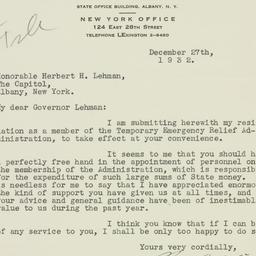 STATE OFFICE BUILDING, ALBANY, N. Y.
NEW YORK OFFICE
124 EAST 28TH STREET
TELEPHONE LEXINGTON 2-8480
File
December 27th,
1932.
Honorable Herbert H. Lehman,
The Capitol,
Albany, New York.
My dear Governor Lehman:
I am submitting herewith my resi
nation as a member of the Temporary Emergency Relief Ad-
ministration, to take effect at your convenience.
It seems to me that you should ha
a perfectly free hand in the appointment of personnel on
the membership of the Administration, which is responsib
for the expenditure of such large sums of State money.
is needless for me to say that I have appreciated enormo
the kind of support you have given us at all times, and
your advice and general guidance have been of inestimabl
value to us during the past year.
I think you know that if I can b
of any service to you, I shall be only too happy to do s
Yours very cordially,